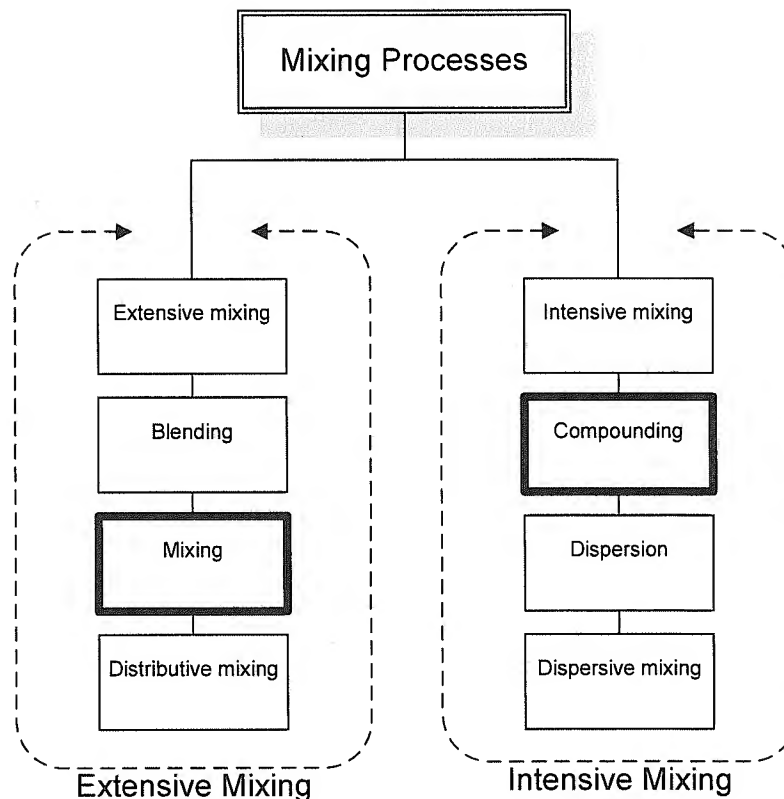 Mixing Processes
Extensive mixing
Blending
Mixing
Distributive mixing
Extensive Mixing
Intensive mixing
Compounding
Dispersion
Dispersive mixing
Intensive Mixing